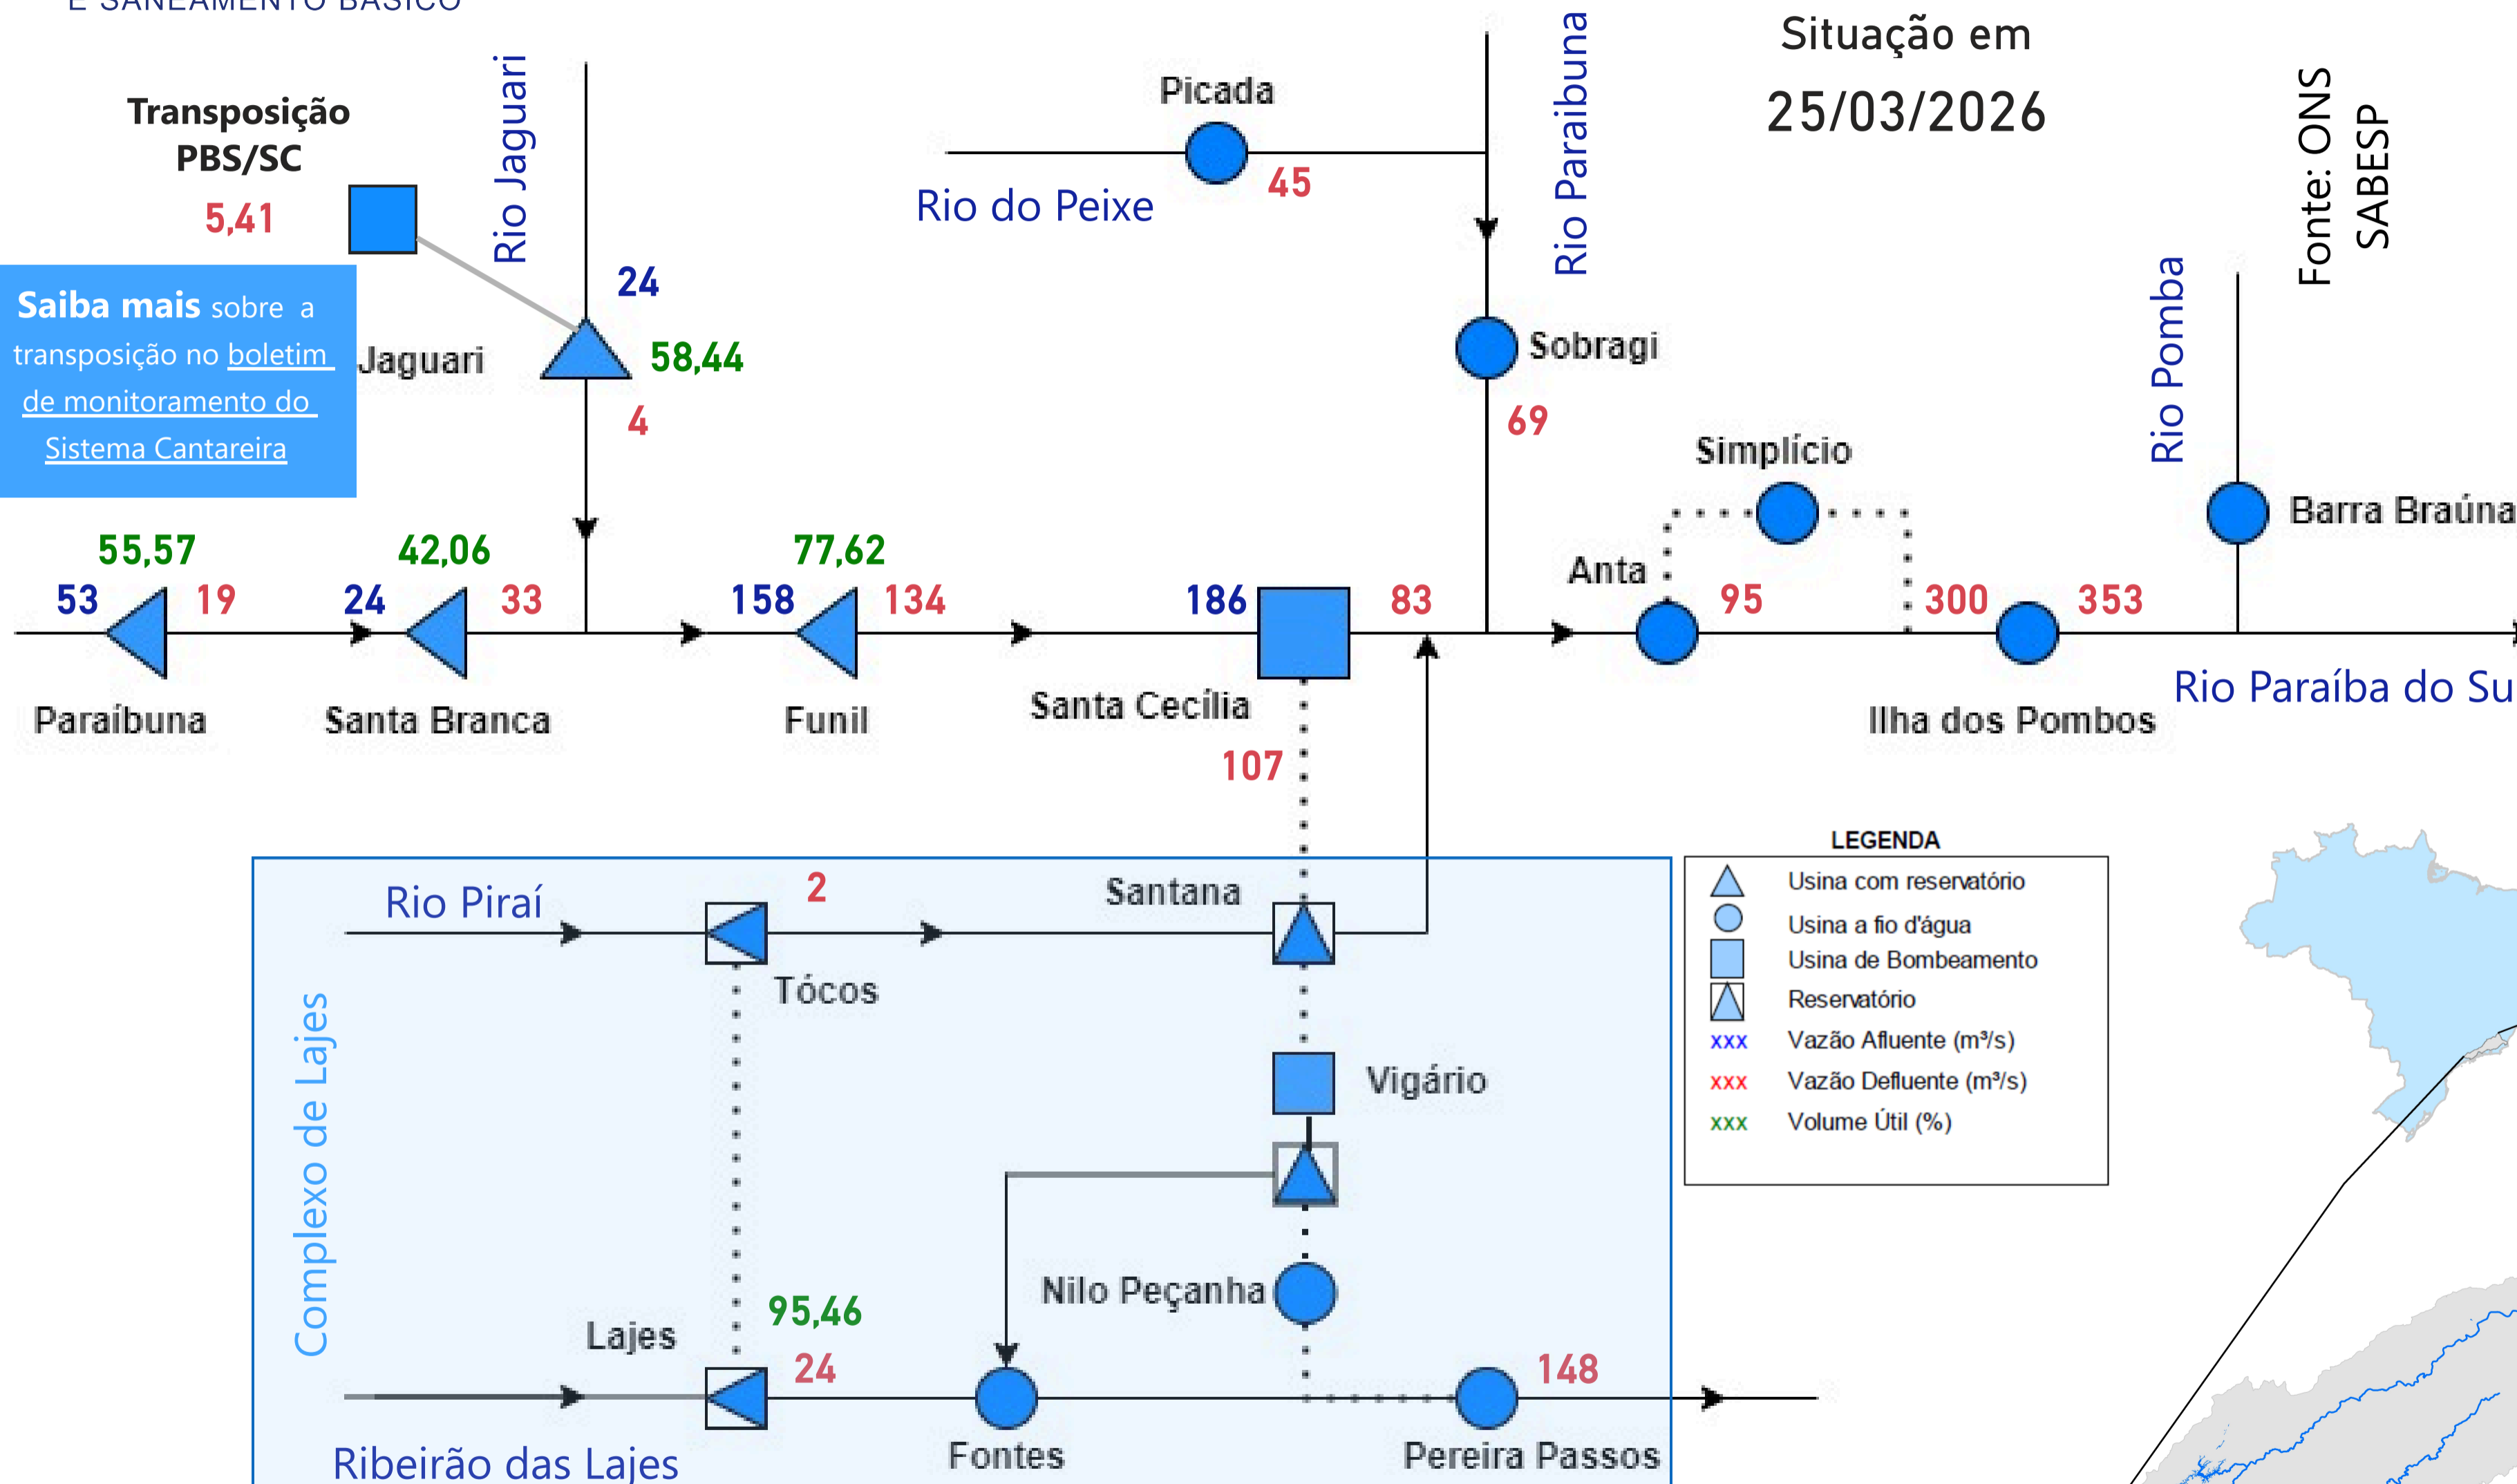 E SANEAMENTO BÁSICO
Situação em
25/03/2026
Fonte: ONS
SABESP
Transposição
PBS/SC
5,41
Rio Jaguari
Saiba mais sobre a
transposição no boletim
de monitoramento do
Sistema Cantareira
Jaguari
24
58,44
4
Picada
45
Rio do Peixe
Rio Paraibuna
Sobragi
69
Simplício
Rio Pomba
Barra Braúna
55,57
53
19
Paraíbuna
42,06
24
33
Santa Branca
77,62
158
134
Funil
186
83
Santa Cecília
107
Anta
95
300
353
Ilha dos Pombos
Rio Paraíba do Su
Complexo de Lajes
Rio Piraí
2
Tócos
Santana
Vigário
Nilo Peçanha
Lajes
95,46
24
Fontes
148
Pereira Passos
Ribeirão das Lajes
LEGENDA
Usina com reservatório
Usina a fio d'água
Usina de Bombeamento
Reservatório
xxx Vazão Afluente (m³/s)
xxx Vazão Defluente (m³/s)
xxx Volume Útil (%)